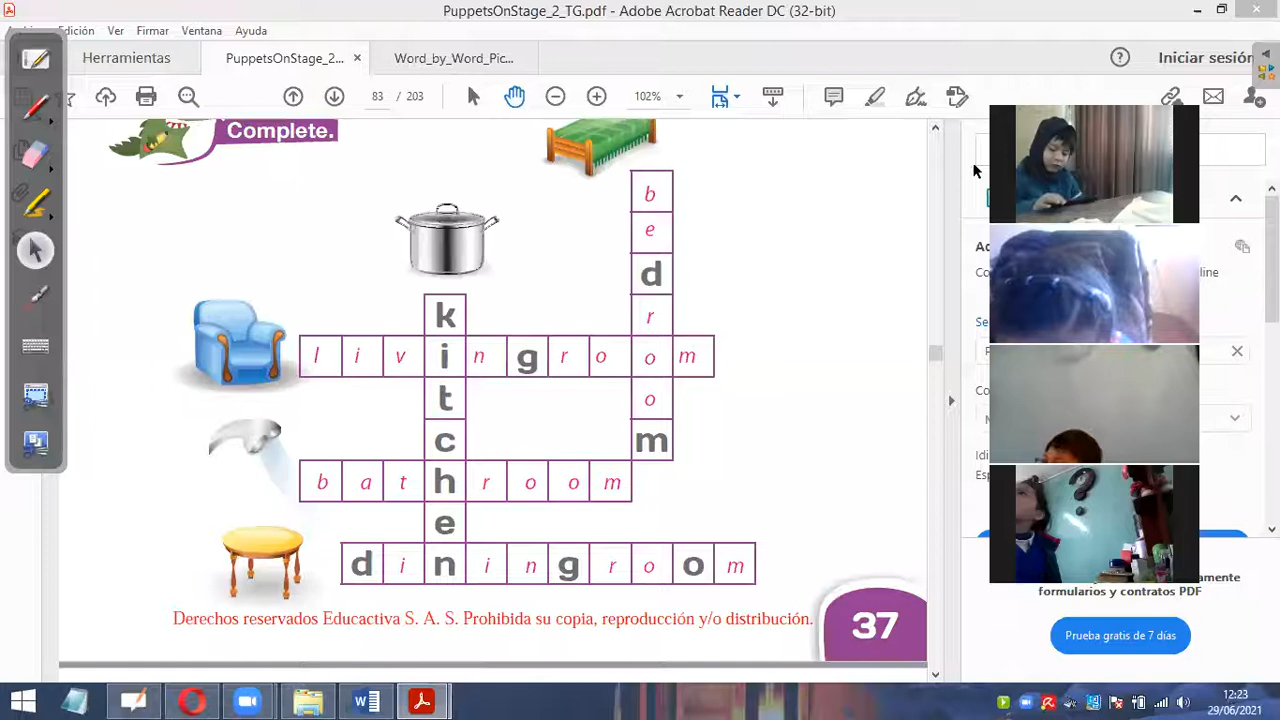 PuppetsOnStage_2_TG.pdf - Adobe Acrobat Reader DC (32-bit)
Edición Ver Firmar Ventana Ayuda
Herramientas PuppetsOnStage_2... × Word_by_Word_Pic... Iniciar sesión
83 / 203 102%
Complete.
b
e
d
k r
l i v i n g r o o m
t o
c m
b a t h r o o m
e
d i n i n g r o o m
Derechos reservados Educactiva S. A. S. Prohibida su copia, reproducción y/o distribución.
37
formularios y contratos PDF
Prueba gratis de 7 días
12:23
29/06/2021